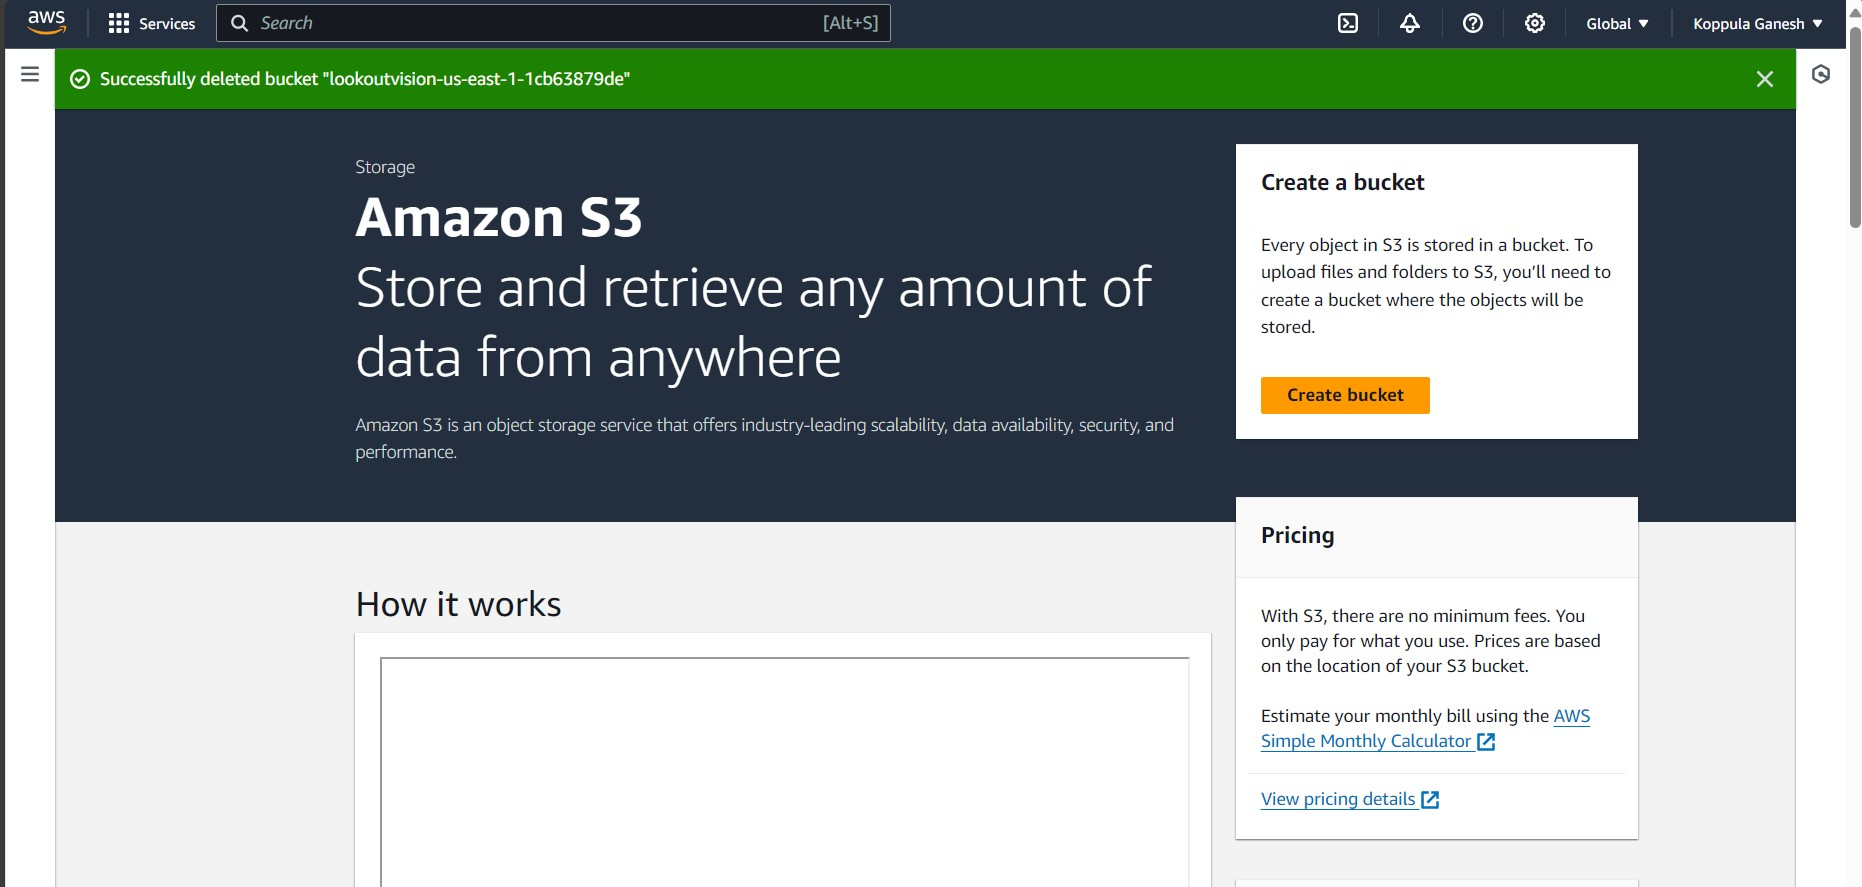 aws
Services
Search
[Alt+S]
Global
Koppula Ganesh
Successfully deleted bucket "lookoutvision-us-east-1-1cb63879de"
Storage
Amazon S3
Store and retrieve any amount of
data from anywhere
Amazon S3 is an object storage service that offers industry-leading scalability, data availability, security, and
performance.
Create a bucket
Every object in S3 is stored in a bucket. To
upload files and folders to S3, you’ll need to
create a bucket where the objects will be
stored.
Create bucket
How it works
Pricing
With S3, there are no minimum fees. You
only pay for what you use. Prices are based
on the location of your S3 bucket.
Estimate your monthly bill using the AWS
Simple Monthly Calculator
View pricing details